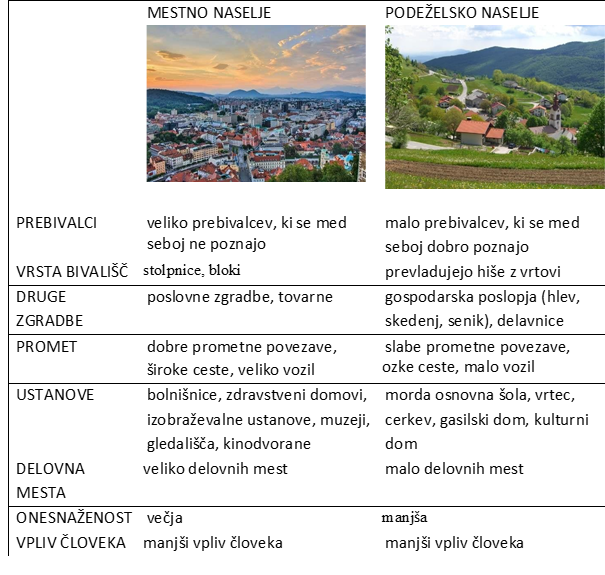 MESTNO NASELJE PODEŽELSKO NASELJE
PREBIVALCI veliko prebivalcev, ki se med malo prebivalcev, ki se med
seboj ne poznajo seboj dobro poznajo
VRSTA BIVALIŠČ stolpnice, bloki prevladujejo hiše z vrtovi
DRUGE poslovne zgradbe, tovarne gospodarska poslopja (hlev,
ZGRADBE skedenj, senik), delavnice
PROMET dobre prometne povezave, slabe prometne povezave,
široke ceste, veliko vozil ozke ceste, malo vozil
USTANOVE bolnišnice, zdravstveni domovi, morda osnovna šola, vrtec,
izobraževalne ustanove, muzeji, cerkev, gasilski dom, kulturni
gledališča, kinodvorane dom
DELOVNA veliko delovnih mest malo delovnih mest
MESTA
ONESNAŽENOST večja manjša
VPLIV ČLOVEKA manjši vpliv človeka manjši vpliv človeka